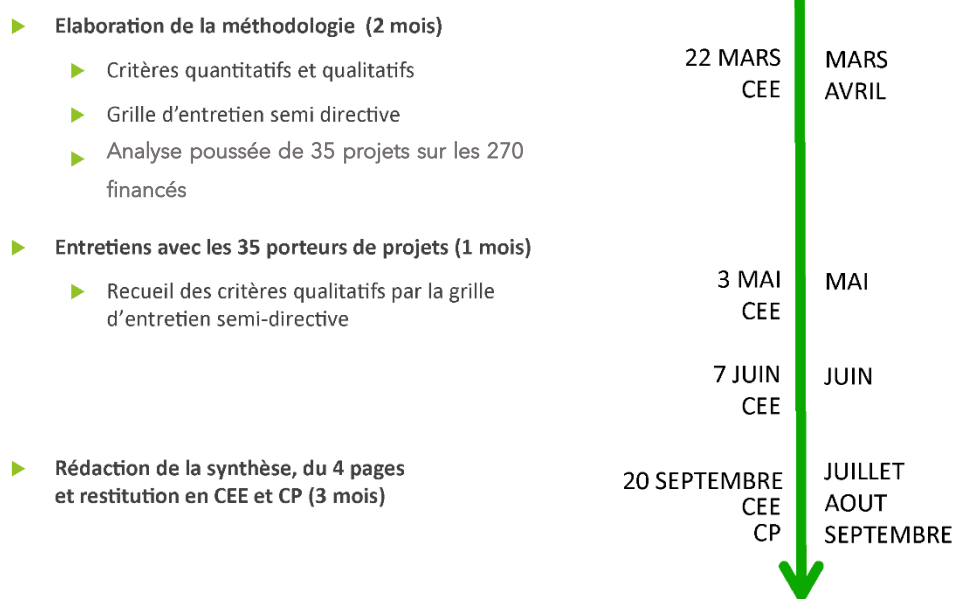 Elaboration de la méthodologie (2 mois)
Critères quantitatifs et qualitatifs
Grille d'entretien semi directive
Analyse poussée de 35 projets sur les 270
financés
Entretiens avec les 35 porteurs de projets (1 mois)
Recueil des critères qualitatifs par la grille
d'entretien semi-directive
Rédaction de la synthèse, du 4 pages
et restitution en CEE et CP (3 mois)
22 MARS
CEE
MARS
AVRIL
3 MAI
CEE
MAI
7 JUIN
CEE
JUIN
20 SEPTEMBRE
CEE
CP
JUILLET
AOUT
SEPTEMBRE